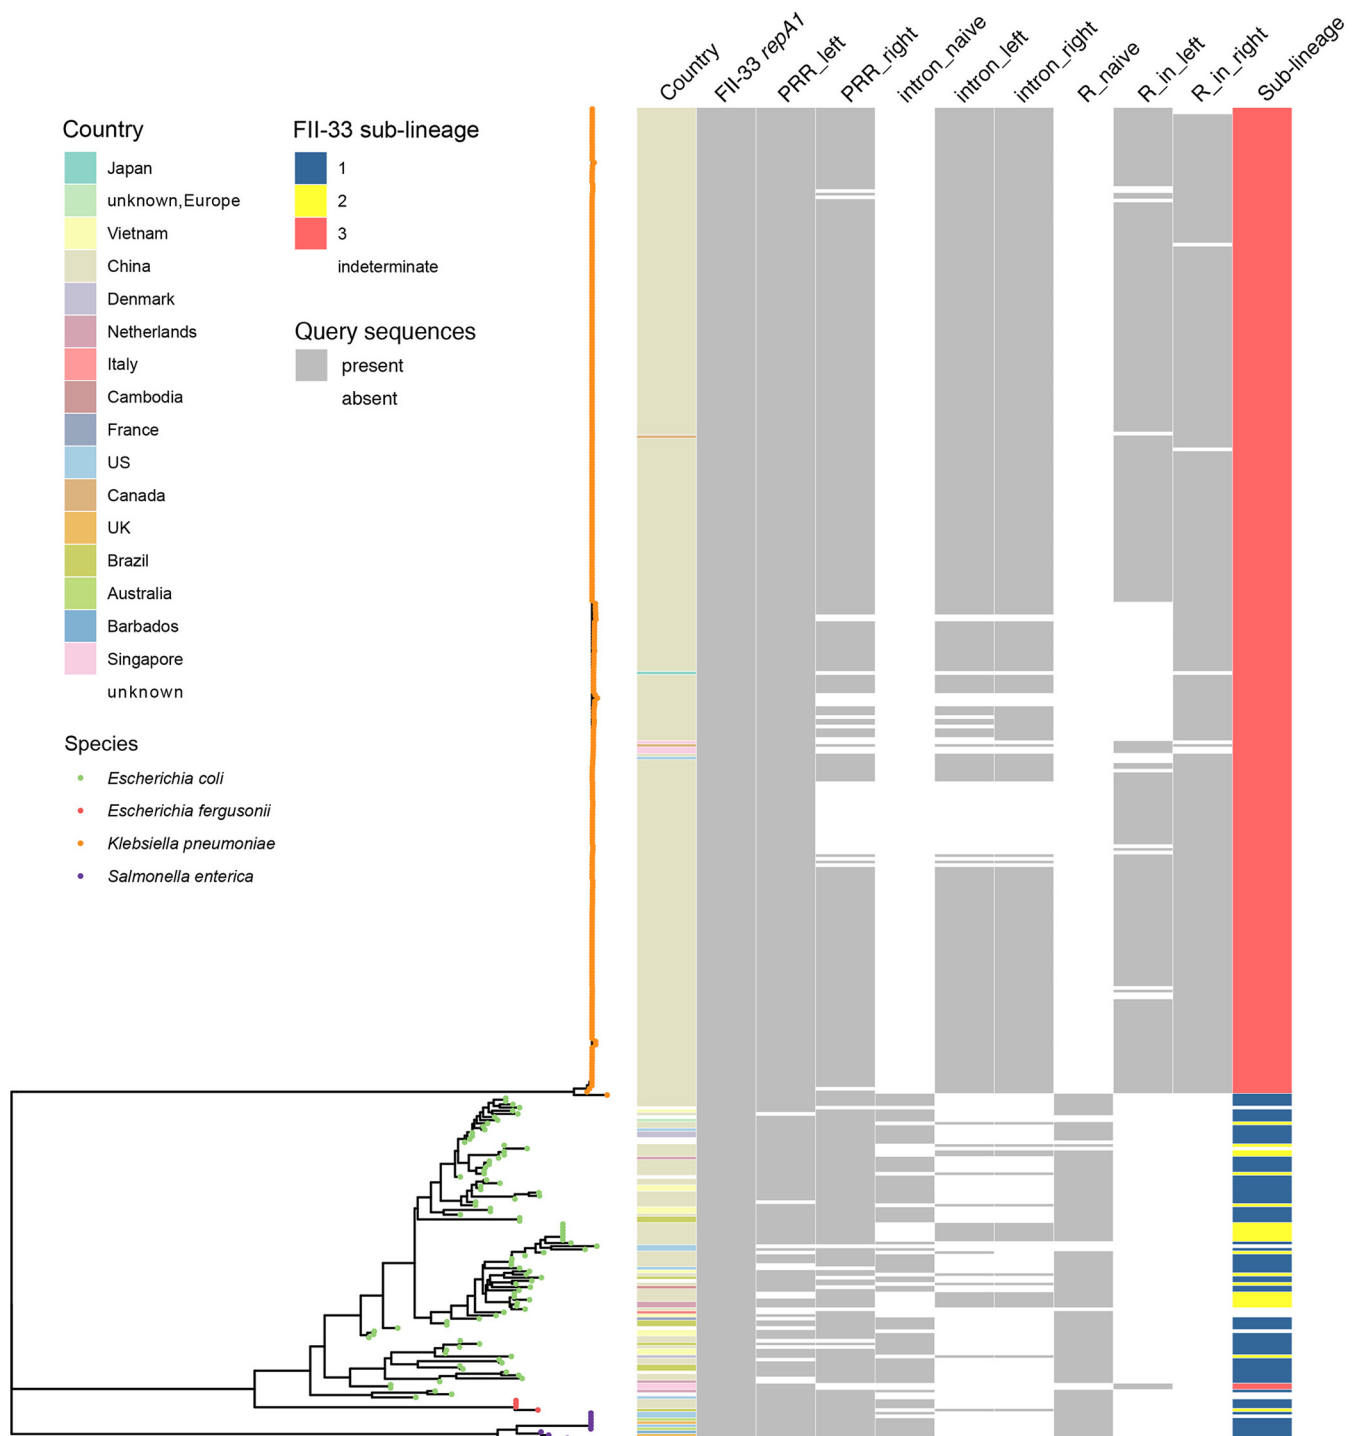 Country
FII-33 repA1
PRR_left
PRR_right
intron_naive
intron_left
intron_right
R_naive
R_in_left
R_in_right
Sub-lineage
Country
Japan
unknown,Europe
Vietnam
China
Denmark
Netherlands
Italy
Cambodia
France
US
Canada
UK
Brazil
Australia
Barbados
Singapore
unknown
FII-33 sub-lineage
1
2
3
indeterminate
Query sequences
present
absent
Species
Escherichia coli
Escherichia fergusonii
Klebsiella pneumoniae
Salmonella enterica